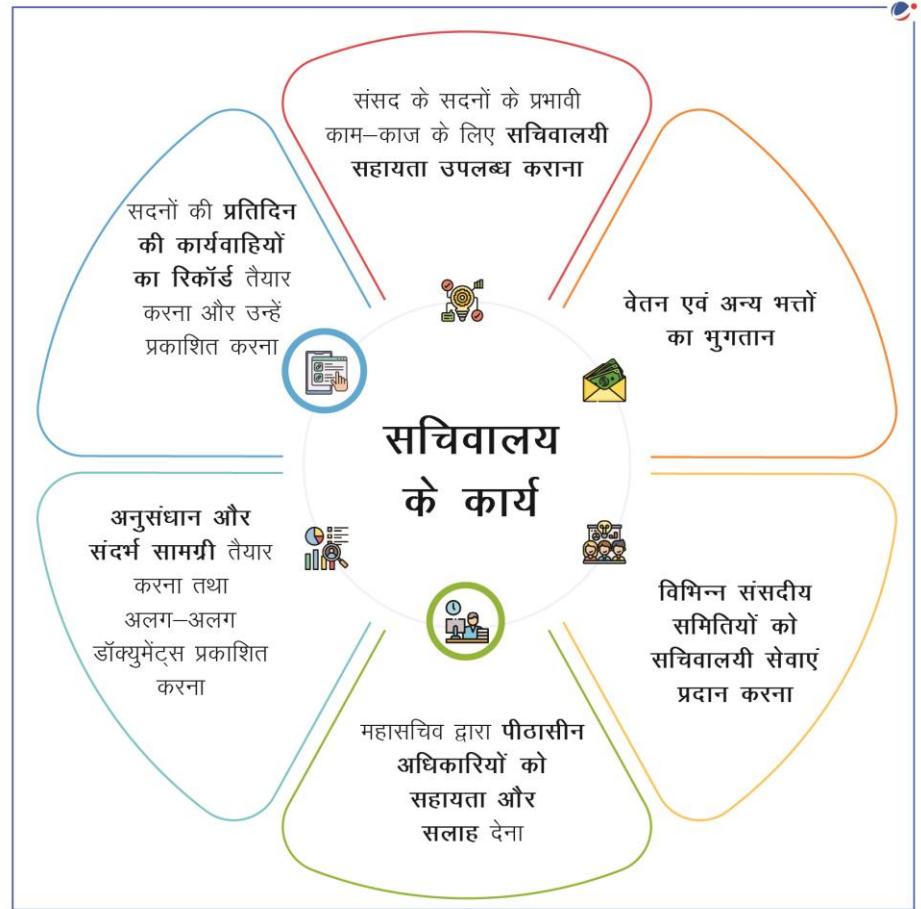 संसद के सदनों के प्रभावी
काम–काज के लिए सचिवालयी
सहायता उपलब्ध कराना
वेतन एवं अन्य भत्तों
का भुगतान
विभिन्न संसदीय
समितियों को
सचिवालयी सेवाएं
प्रदान करना
महासचिव द्वारा पीठासीन
अधिकारियों को
सहायता और
सलाह देना
अनुसंधान और
संदर्भ सामग्री तैयार
करना तथा
अलग–अलग
डॉक्युमेंट्स प्रकाशित
करना
सदनों की प्रतिदिन
की कार्यवाहियों
का रिकॉर्ड तैयार
करना और उन्हें
प्रकाशित करना
सचिवालय
के कार्य